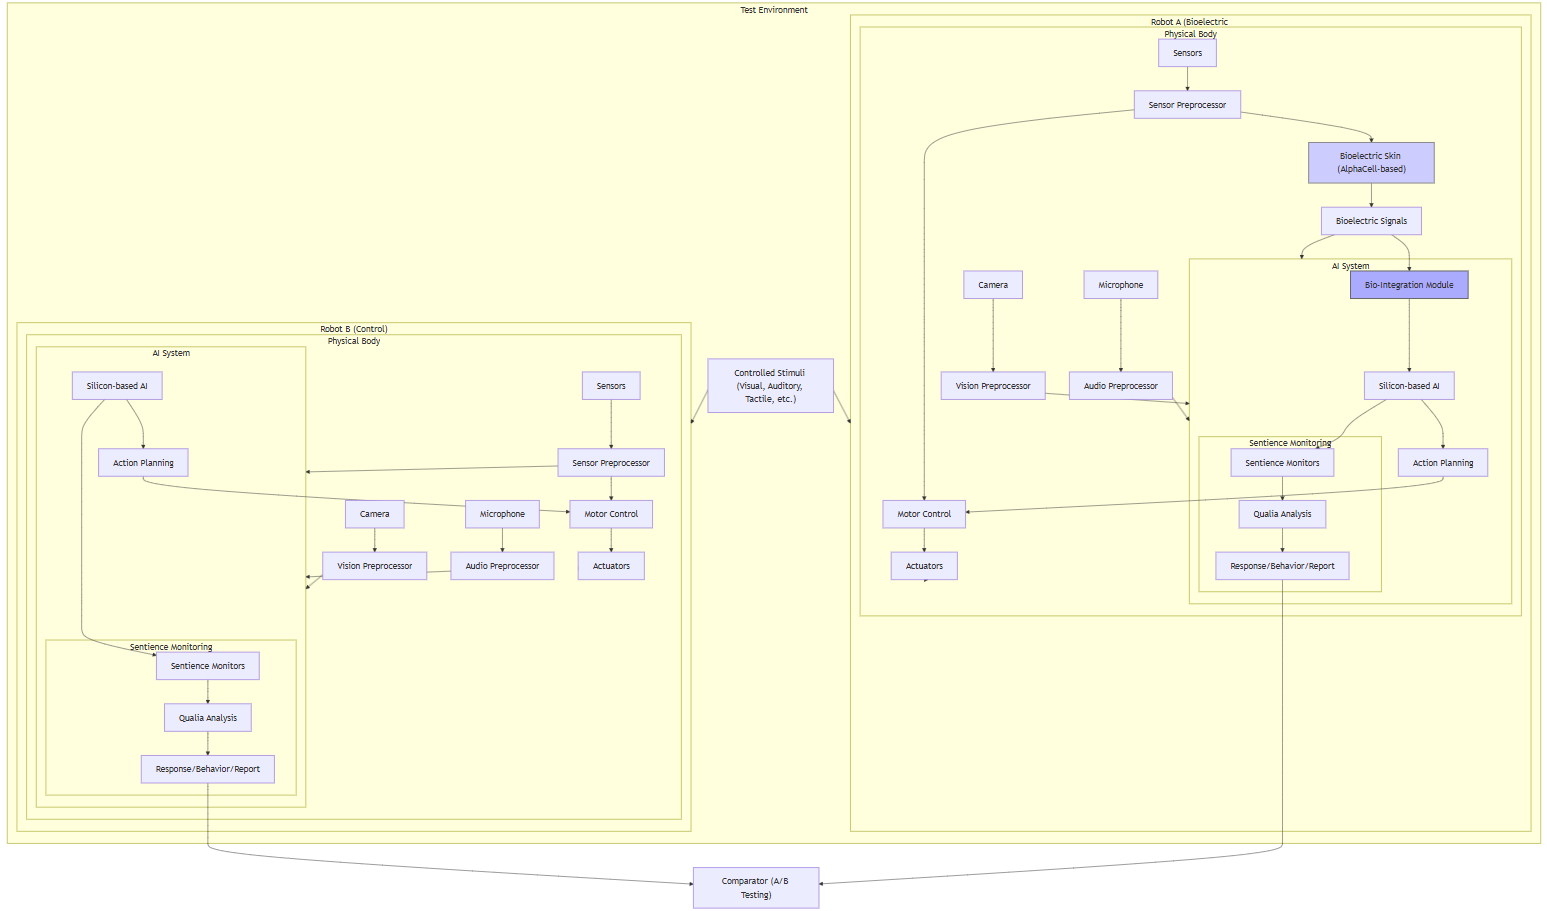 Test Environment
Robot A (Bioelectric
Physical Body
Sensors
Sensor Preprocessor
Bioelectric Skin
(AlphaCell-based)
Bioelectric Signals
AI System
Camera
Microphone
Bio-Integration Module
Vision Preprocessor
Audio Preprocessor
Silicon-based AI
Sentience Monitoring
Sentience Monitors
Action Planning
Motor Control
Qualia Analysis
Actuators
Response/Behavior/Report
Controlled Stimuli
(Visual, Auditory,
Tactile, etc.)
Robot B (Control)
Physical Body
AI System
Silicon-based AI
Sensors
Action Planning
Sensor Preprocessor
Camera
Microphone
Motor Control
Vision Preprocessor
Audio Preprocessor
Actuators
Sentience Monitoring
Sentience Monitors
Qualia Analysis
Response/Behavior/Report
Comparator (A/B
Testing)